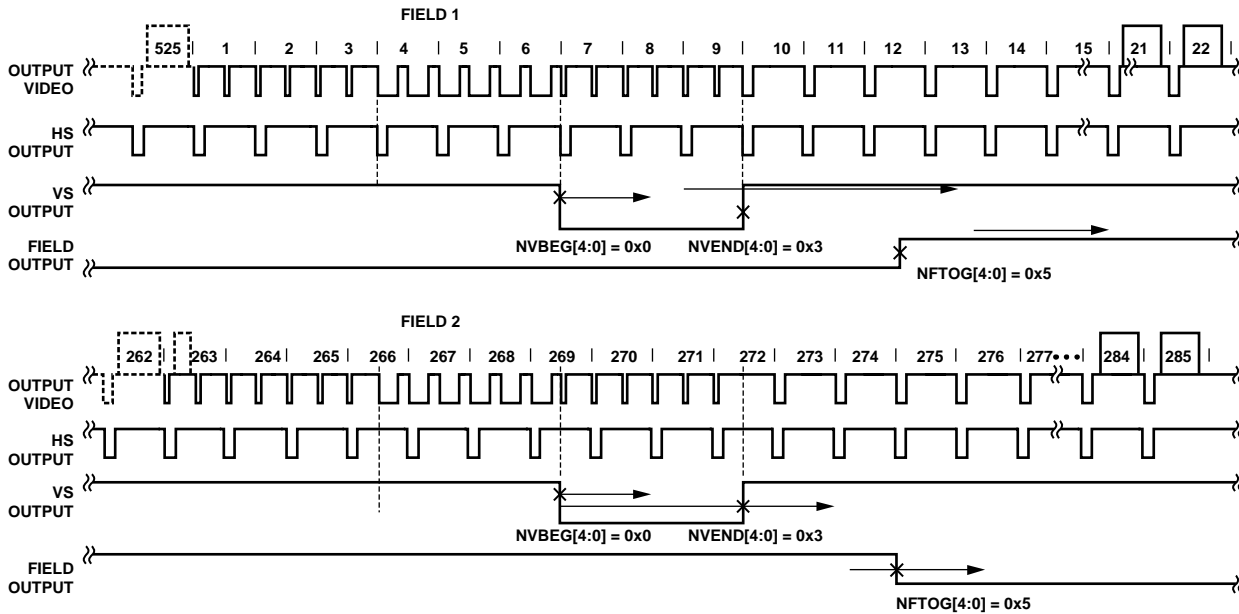 FIELD 1
525 1 2 3 4 5 6 7 8 9 10 11 12 13 14 15 21 22
OUTPUT
VIDEO
HS
OUTPUT
VS
OUTPUT
NVBEG[4:0] = 0x0 NVEND[4:0] = 0x3
FIELD
OUTPUT
NFTOG[4:0] = 0x5
FIELD 2
262 263 264 265 266 267 268 269 270 271 272 273 274 275 276 277 284 285
OUTPUT
VIDEO
HS
OUTPUT
VS
OUTPUT
NVBEG[4:0] = 0x0 NVEND[4:0] = 0x3
FIELD
OUTPUT
NFTOG[4:0] = 0x5